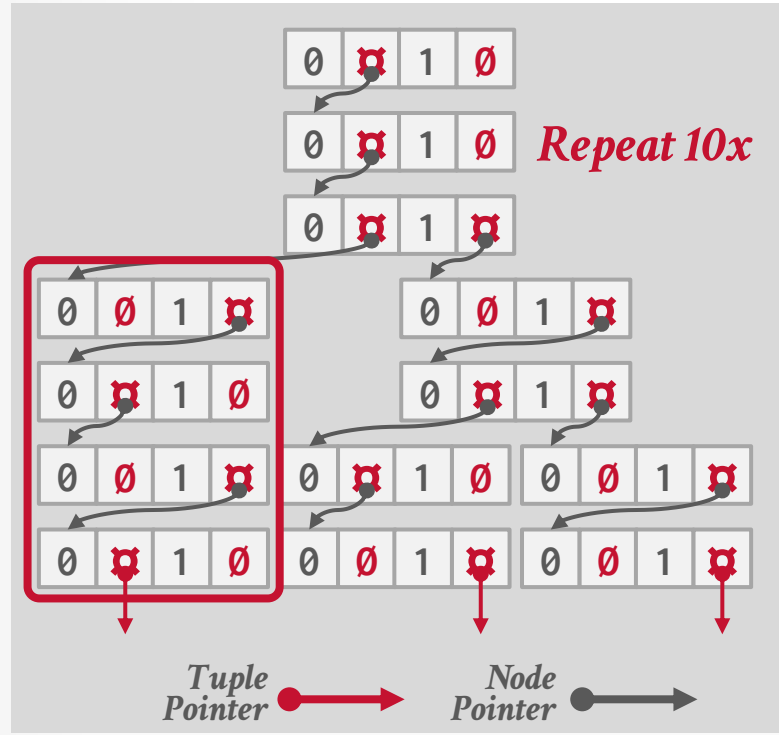 0 ¤ 1 Ø
0 ¤ 1 Ø
Repeat 10x
0 ¤ 1 ¤
0 Ø 1 ¤
0 Ø 1 ¤
0 ¤ 1 Ø
0 ¤ 1 ¤
0 Ø 1 ¤
0 ¤ 1 Ø
0 Ø 1 ¤
0 ¤ 1 Ø
0 Ø 1 ¤
0 Ø 1 ¤
Tuple
Pointer
Node
Pointer